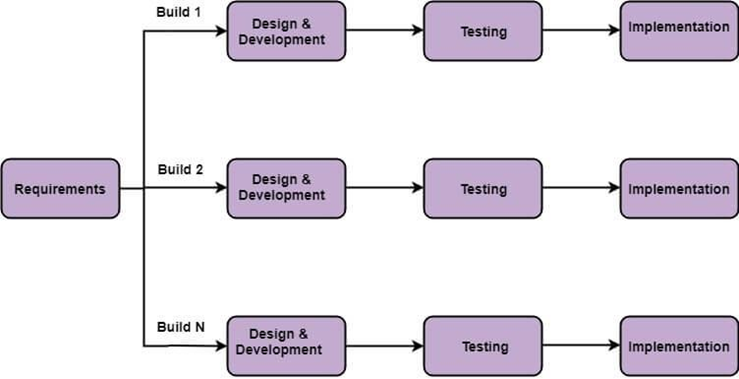 Build 1
Design &
Development
Testing
Implementation
Requirements
Build 2
Design &
Development
Testing
Implementation
Build N
Design &
Development
Testing
Implementation